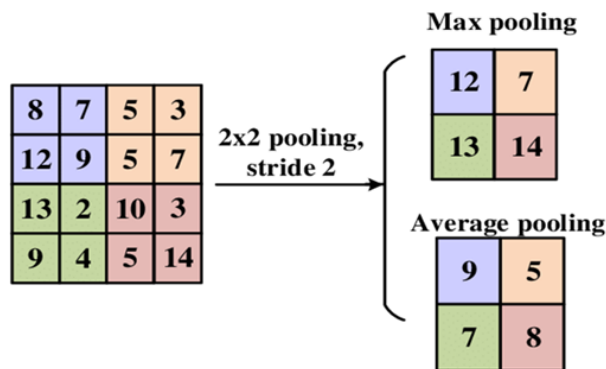 Max pooling
12 7
13 14
8 7 5 3
12 9 5 7
13 2 10 3
9 4 5 14
2x2 pooling,
stride 2
Average pooling
9 5
7 8